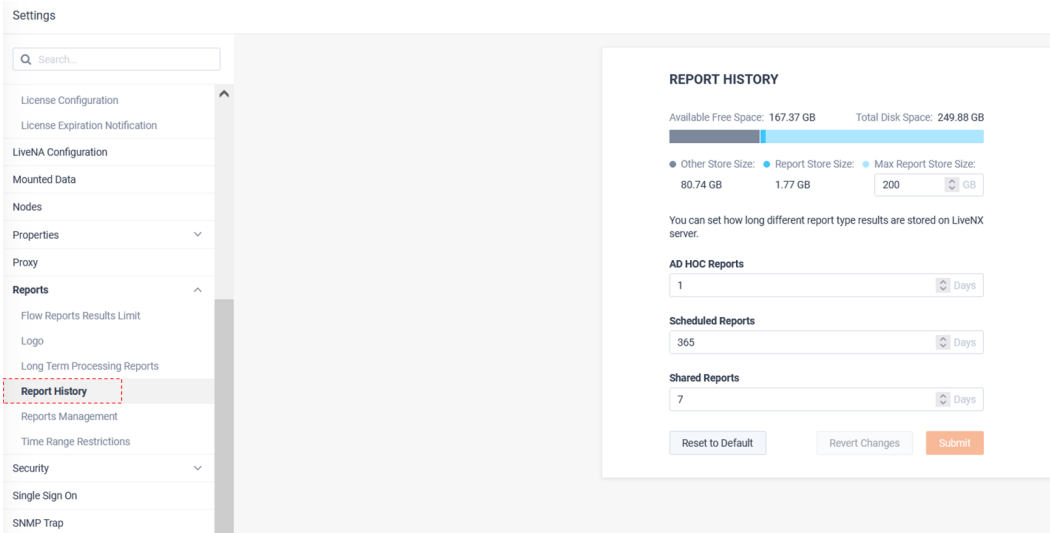 Settings
Search...
License Configuration
License Expiration Notification
LiveNA Configuration
Mounted Data
Nodes
Properties
Proxy
Reports
Flow Reports Results Limit
Logo
Long Term Processing Reports
Report History
Reports Management
Time Range Restrictions
Security
Single Sign On
SNMP Trap
REPORT HISTORY
Available Free Space: 167.37 GB Total Disk Space: 249.88 GB
Other Store Size: Report Store Size: Max Report Store Size:
80.74 GB 1.77 GB 200 GB
You can set how long different report type results are stored on LiveNX
server.
AD HOC Reports
1 Days
Scheduled Reports
365 Days
Shared Reports
7 Days
Reset to Default Revert Changes Submit